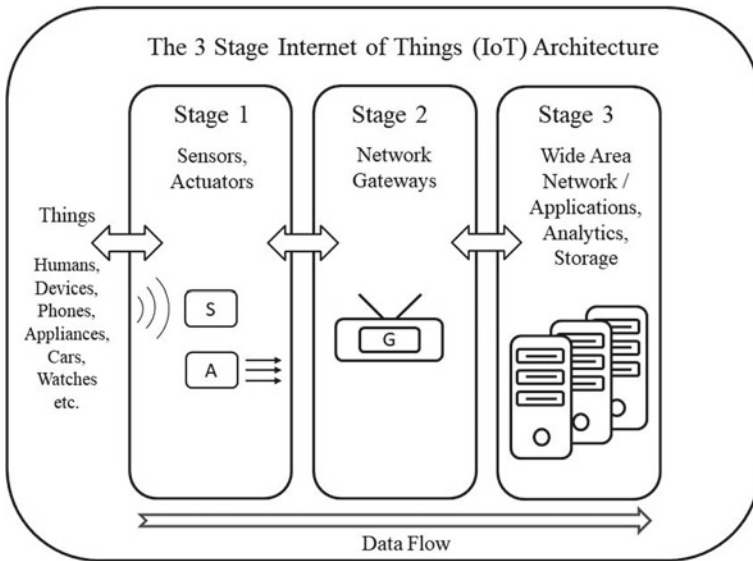 The 3 Stage Internet of Things (IoT) Architecture
Stage 1
Sensors,
Actuators
Stage 2
Network
Gateways
Stage 3
Wide Area
Network /
Applications,
Analytics,
Storage
Things
Humans,
Devices,
Phones,
Appliances,
Cars,
Watches
etc.
S
A
G
Data Flow